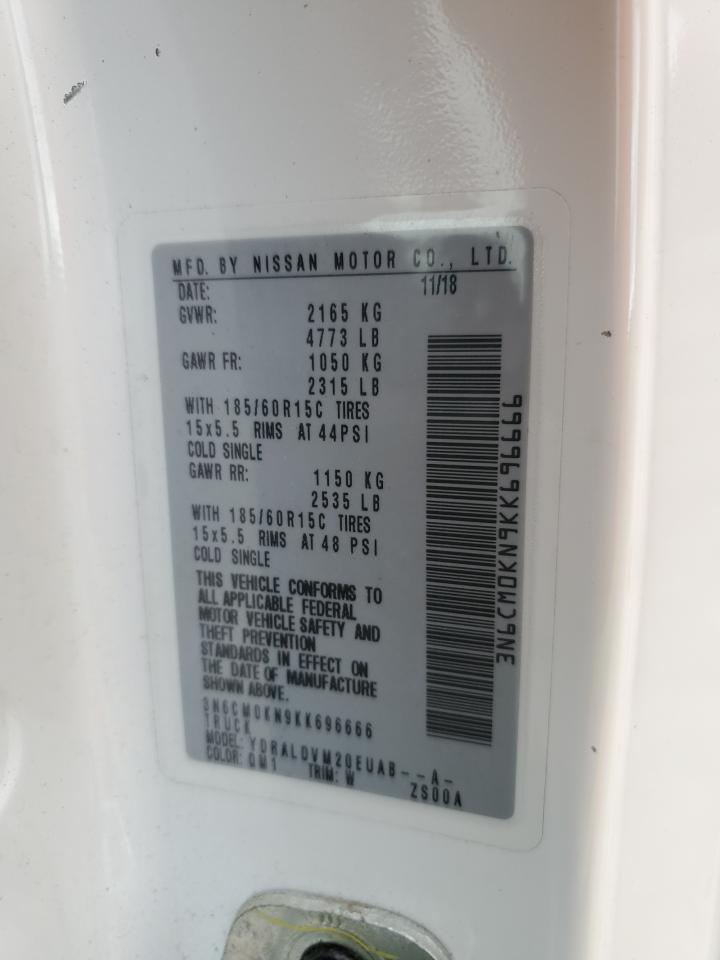 MFD. BY NISSAN MOTOR CO., LTD.
DATE: 11/18
GVWR: 2165 KG
4773 LB
GAWR FR: 1050 KG
2315 LB
WITH 185/60R15C TIRES
15x5.5 RIMS AT 44PSI
COLD SINGLE
GAWR RR: 1150 KG
2535 LB
WITH 185/60R15C TIRES
15x5.5 RIMS AT 48 PSI
COLD SINGLE
THIS VEHICLE CONFORMS TO
ALL APPLICABLE FEDERAL
MOTOR VEHICLE SAFETY AND
THEFT PREVENTION
STANDARDS IN EFFECT ON
THE DATE OF MANUFACTURE
SHOWN ABOVE.
3N6CM0KN9KK696666
TRUCK
MODEL: YDRALDVM20EUAB--A-
COLOR: QM1 TRIM: W ZS00A
3N6CM0KN9KK696666